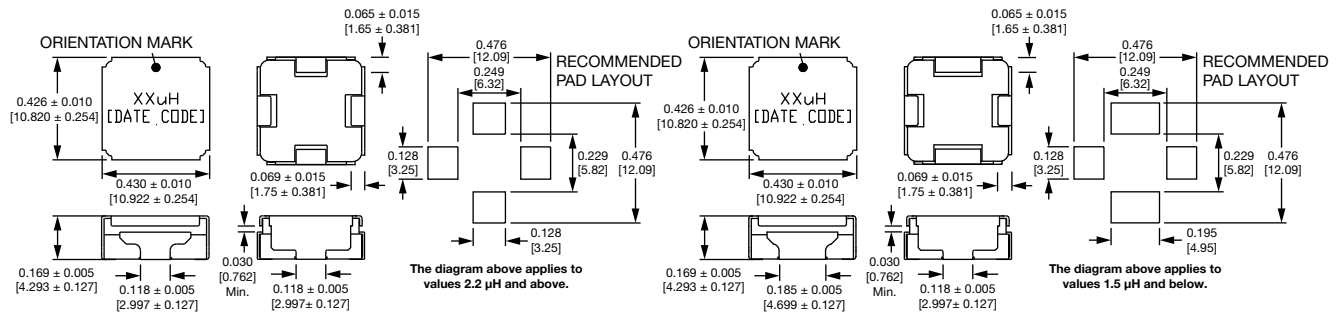 ORIENTATION MARK
0.065 ± 0.015
[1.65 ± 0.381]
0.476
[12.09]
0.249
[6.32]
RECOMMENDED
PAD LAYOUT
XXuH
[DATE CODE]
0.426 ± 0.010
[10.820 ± 0.254]
0.128
[3.25]
0.229
[5.82]
0.476
[12.09]
0.430 ± 0.010
[10.922 ± 0.254]
0.069 ± 0.015
[1.75 ± 0.381]
0.128
[3.25]
0.169 ± 0.005
[4.293 ± 0.127]
0.118 ± 0.005
[2.997 ± 0.127]
0.030
[0.762]
Min.
0.118 ± 0.005
[2.997± 0.127]
The diagram above applies to
values 2.2 µH and above.
ORIENTATION MARK
0.065 ± 0.015
[1.65 ± 0.381]
0.476
[12.09]
0.249
[6.32]
RECOMMENDED
PAD LAYOUT
XXuH
[DATE CODE]
0.426 ± 0.010
[10.820 ± 0.254]
0.128
[3.25]
0.229
[5.82]
0.476
[12.09]
0.430 ± 0.010
[10.922 ± 0.254]
0.069 ± 0.015
[1.75 ± 0.381]
0.195
[4.95]
0.169 ± 0.005
[4.293 ± 0.127]
0.185 ± 0.005
[4.699 ± 0.127]
0.030
[0.762]
Min.
0.118 ± 0.005
[2.997± 0.127]
The diagram above applies to
values 1.5 µH and below.